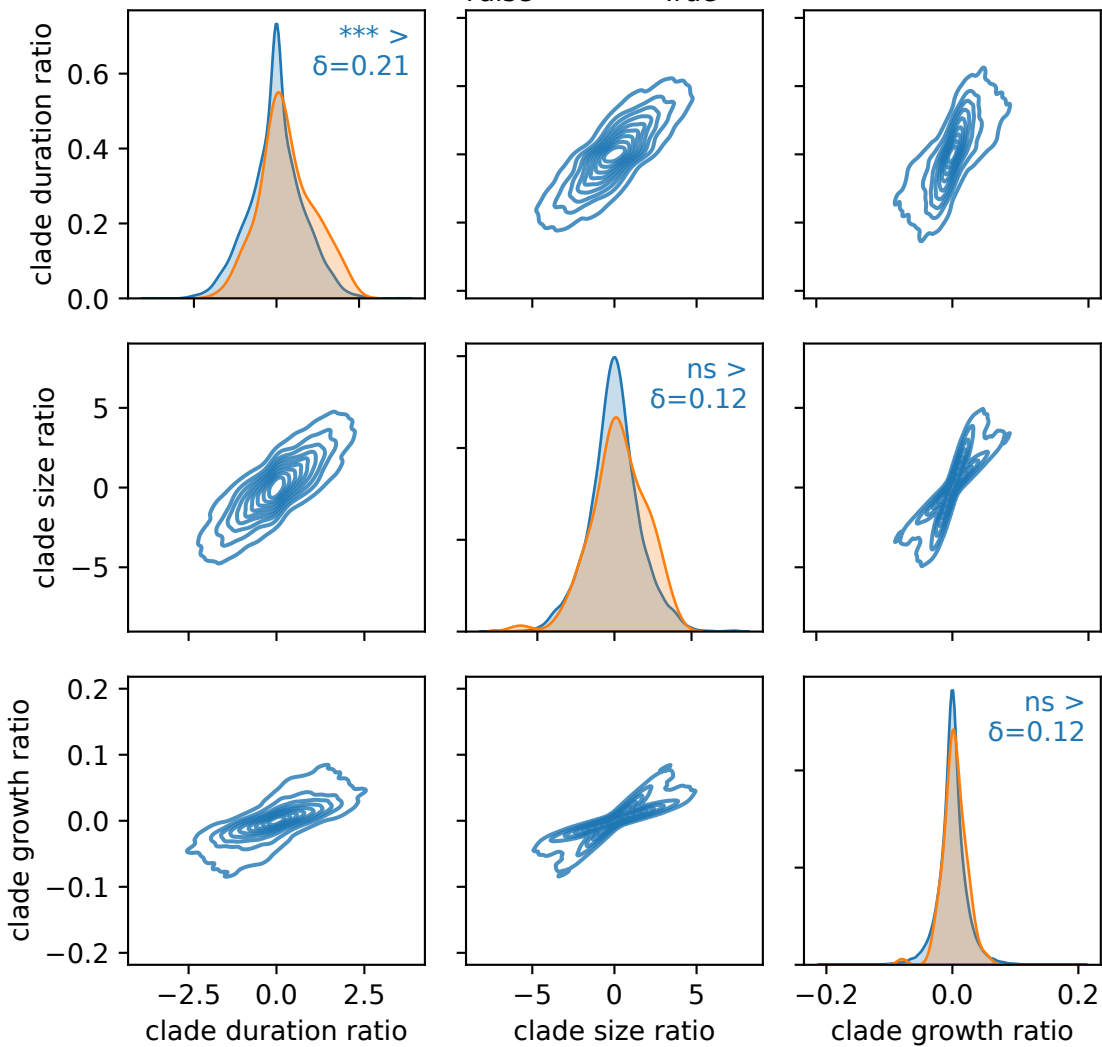 clade duration ratio
0.6
0.4
0.2
0.0
*** >
δ=0.21
clade size ratio
5
0
−5
ns >
δ=0.12
clade growth ratio
0.2
0.1
0.0
−0.1
−0.2
ns >
δ=0.12
−2.5
0.0
2.5
−5
0
5
−0.2
0.0
0.2
clade duration ratio
clade size ratio
clade growth ratio